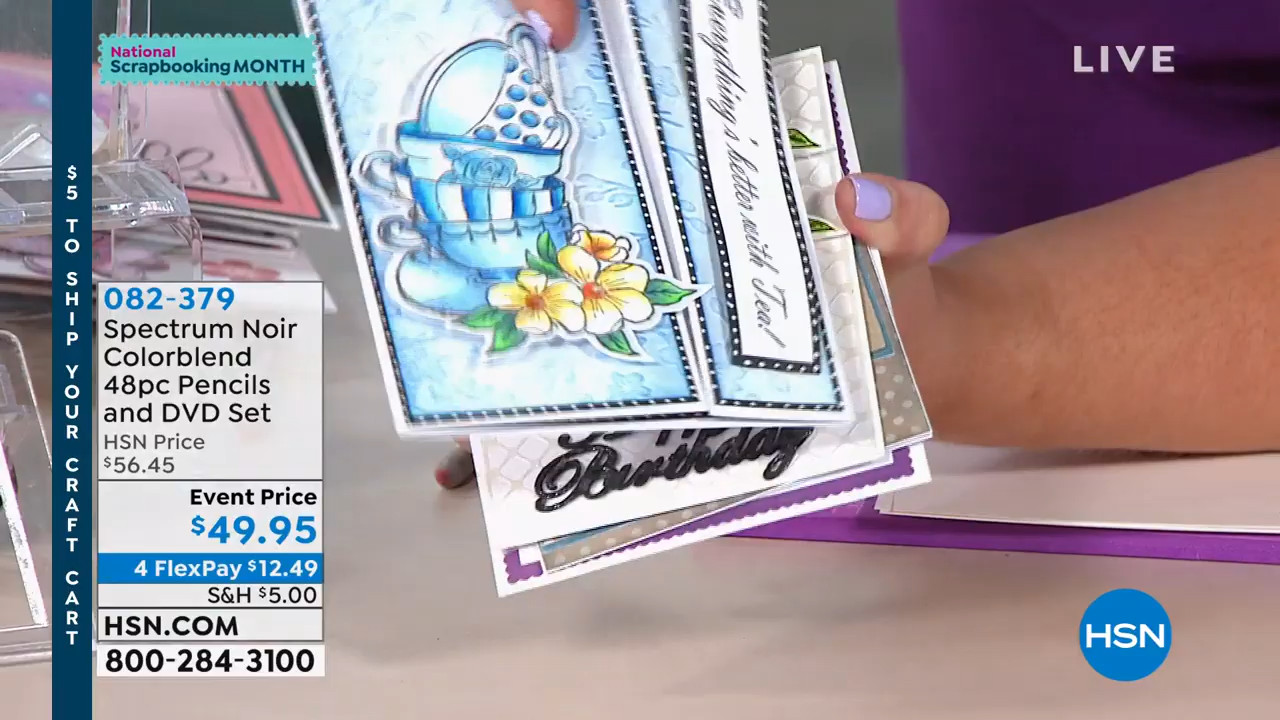 National
Scrapbooking MONTH
LIVE
$5 TO SHIP YOUR CRAFT CART
082-379
Spectrum Noir
Colorblend
48pc Pencils
and DVD Set
HSN Price
$56.45
Event Price
$49.95
4 FlexPay $12.49
S&H $5.00
HSN.COM
800-284-3100
Everything's better with Tea!
Birthday
HSN